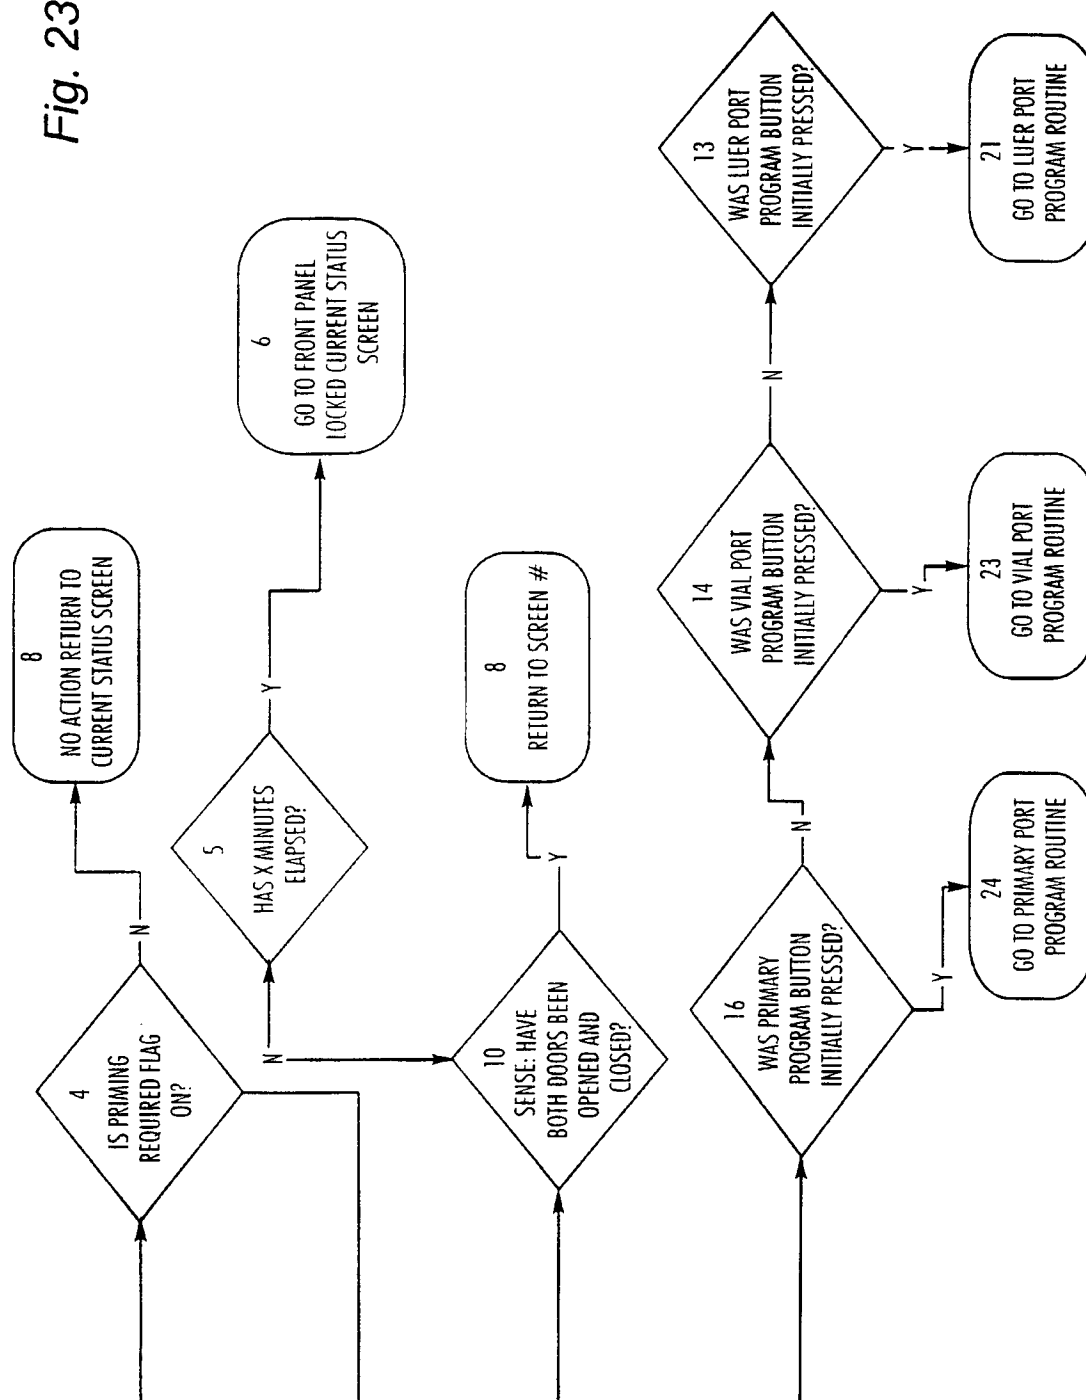 Fig. 23
4
IS PRIMING
REQUIRED FLAG
ON?
N
8
NO ACTION RETURN TO
CURRENT STATUS SCREEN
5
HAS X MINUTES
ELAPSED?
Y
6
GO TO FRONT PANEL
LOCKED CURRENT STATUS
SCREEN
N
10
SENSE: HAVE
BOTH DOORS BEEN
OPENED AND
CLOSED?
Y
8
RETURN TO SCREEN #
16
WAS PRIMARY
PROGRAM BUTTON
INITIALLY PRESSED?
N
14
WAS VIAL PORT
PROGRAM BUTTON
INITIALLY PRESSED?
N
13
WAS LUER PORT
PROGRAM BUTTON
INITIALLY PRESSED?
Y
24
GO TO PRIMARY PORT
PROGRAM ROUTINE
Y
23
GO TO VIAL PORT
PROGRAM ROUTINE
Y
21
GO TO LUER PORT
PROGRAM ROUTINE